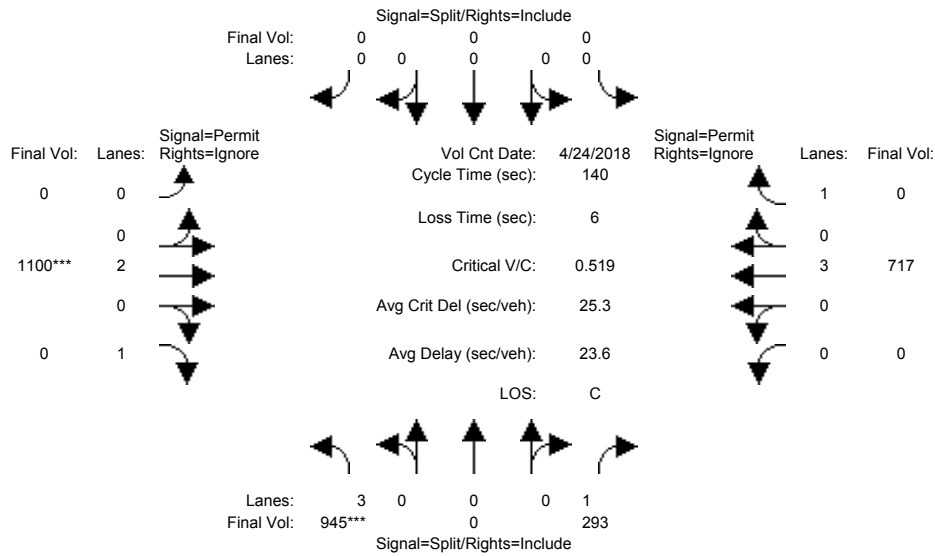 Signal=Split/Rights=Include
Final Vol: 0 0 0
Lanes: 0 0 0 0 0
Signal=Permit Signal=Permit
Final Vol: Lanes: Rights=Ignore Vol Cnt Date: 4/24/2018 Rights=Ignore Lanes: Final Vol:
Cycle Time (sec): 140
0 0 1 0
Loss Time (sec): 6
0 0
1100*** 2 Critical V/C: 0.519 3 717
0 Avg Crit Del (sec/veh): 25.3 0
0 1 Avg Delay (sec/veh): 23.6 0 0
LOS: C
Lanes: 3 0 0 0 1
Final Vol: 945*** 0 293
Signal=Split/Rights=Include